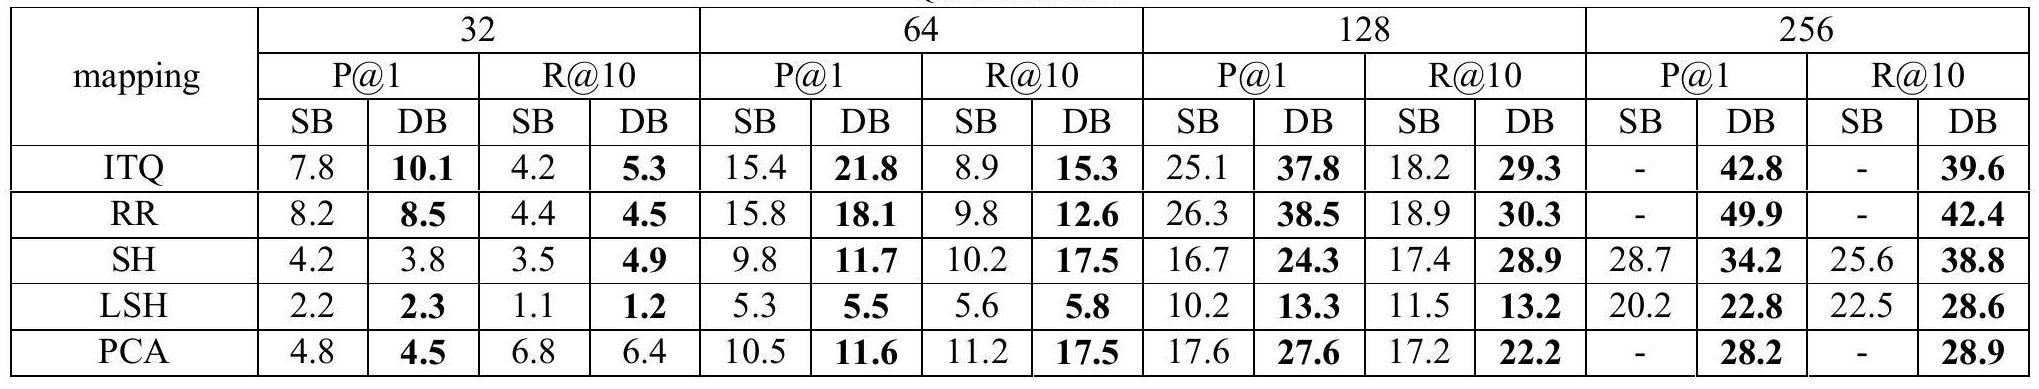 32 64 128 256
mapping P@1 R@10 P@1 R@10 P@1 R@10 P@1 R@10
SB DB SB DB SB DB SB DB SB DB SB DB SB DB SB DB
ITQ 7.8 10.1 4.2 5.3 15.4 21.8 8.9 15.3 25.1 37.8 18.2 29.3 - 42.8 - 39.6
RR 8.2 8.5 4.4 4.5 15.8 18.1 9.8 12.6 26.3 38.5 18.9 30.3 - 49.9 - 42.4
SH 4.2 3.8 3.5 4.9 9.8 11.7 10.2 17.5 16.7 24.3 17.4 28.9 28.7 34.2 25.6 38.8
LSH 2.2 2.3 1.1 1.2 5.3 5.5 5.6 5.8 10.2 13.3 11.5 13.2 20.2 22.8 22.5 28.6
PCA 4.8 4.5 6.8 6.4 10.5 11.6 11.2 17.5 17.6 27.6 17.2 22.2 - 28.2 - 28.9